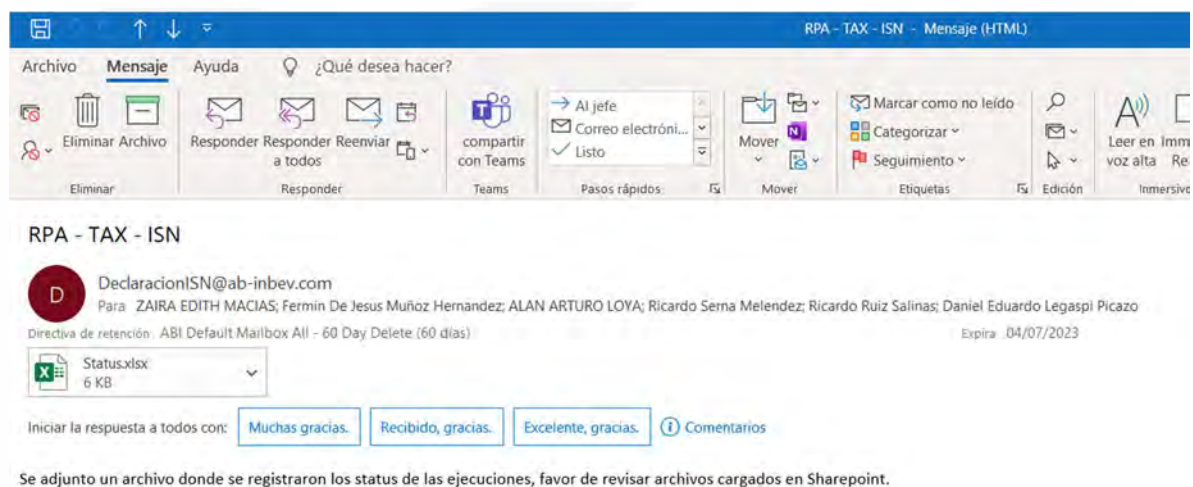 RPA - TAX - ISN - Mensaje (HTML)
Archivo Mensaje Ayuda ¿Qué desea hacer?
Eliminar Archivo
Responder Responder a todos Reenviar
compartir con Teams
Al jefe
Correo electróni...
Listo
Mover
Marcar como no leído
Categorizar
Seguimiento
Leer en voz alta
Imm
Re
Eliminar Responder Teams Pasos rápidos Mover Etiquetas Edición Inmersivo
RPA - TAX - ISN
D
DeclaracionISN@ab-inbev.com
Para ZAIRA EDITH MACIAS; Fermin De Jesus Muñoz Hernandez; ALAN ARTURO LOYA; Ricardo Serna Melendez; Ricardo Ruiz Salinas; Daniel Eduardo Legaspi Picazo
Directiva de retención ABI Default Mailbox All - 60 Day Delete (60 días) Expira 04/07/2023
Status.xlsx
6 KB
Iniciar la respuesta a todos con: Muchas gracias. Recibido, gracias. Excelente, gracias. Comentarios
Se adjunto un archivo donde se registraron los status de las ejecuciones, favor de revisar archivos cargados en Sharepoint.